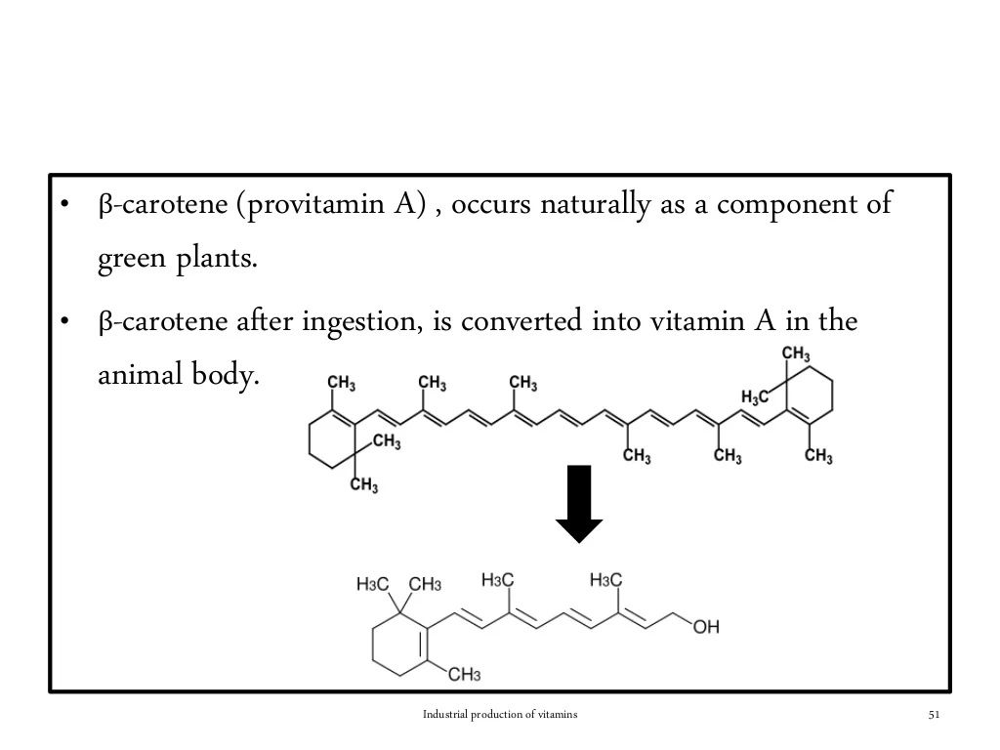 • β-carotene (provitamin A) , occurs naturally as a component of
green plants.
• β-carotene after ingestion, is converted into vitamin A in the
animal body.
CH3
CH3 CH3 CH3
H3C
CH3
CH3 CH3 CH3
CH3
H3C CH3 H3C H3C
OH
CH3
Industrial production of vitamins 51